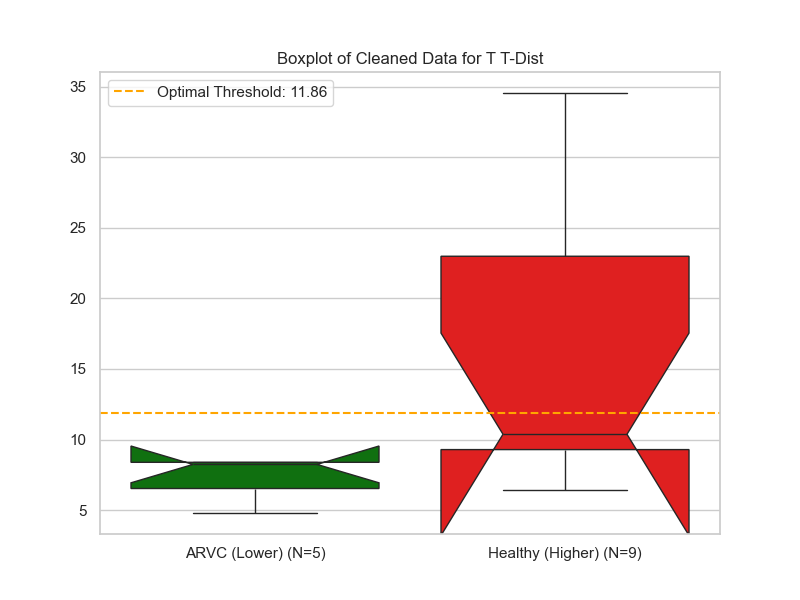 Boxplot of Cleaned Data for T T-Dist
Optimal Threshold: 11.86
35
30
25
20
15
10
5
ARVC (Lower) (N=5)
Healthy (Higher) (N=9)